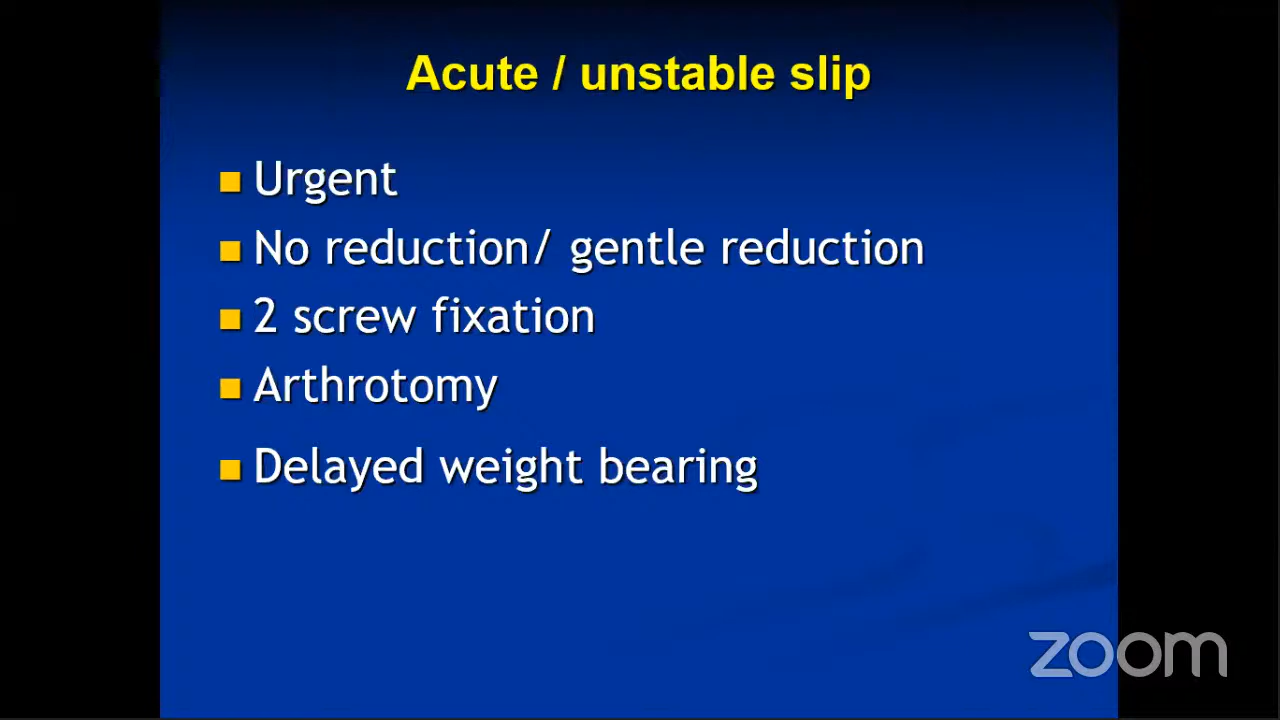 Acute / unstable slip
Urgent
No reduction/ gentle reduction
2 screw fixation
Arthrotomy
Delayed weight bearing
zoom